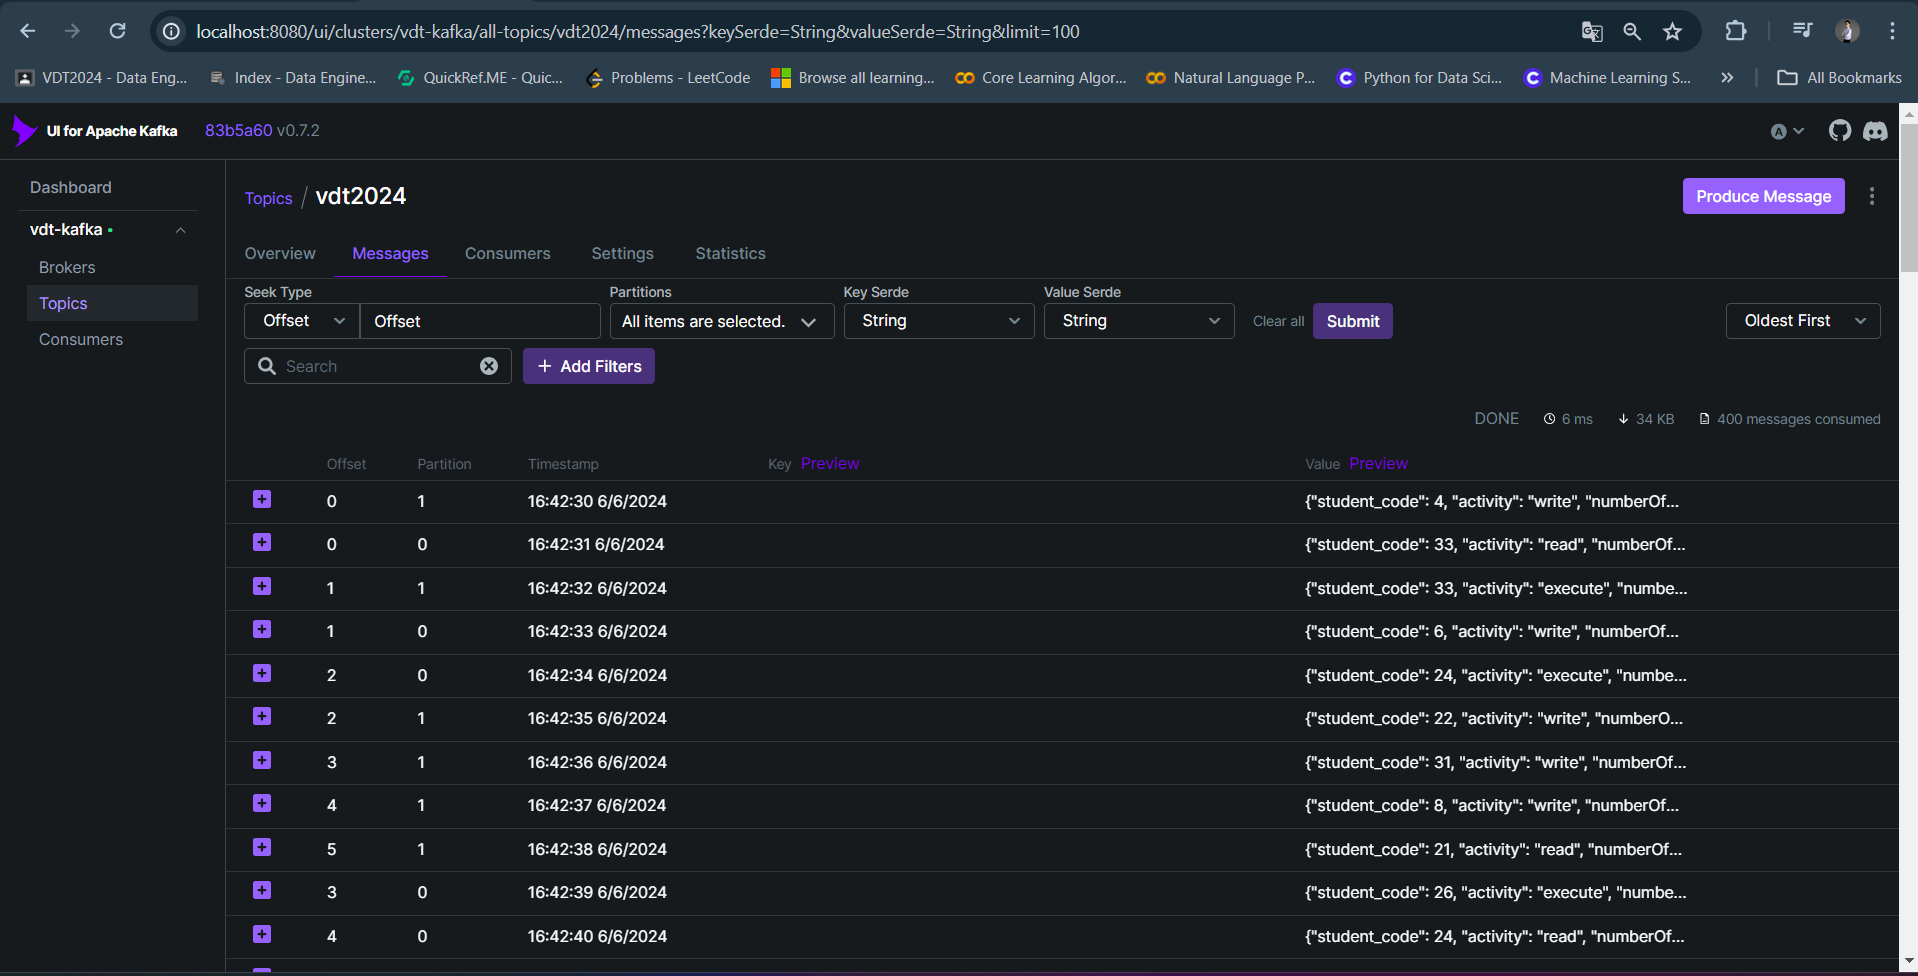 localhost:8080/ui/clusters/vdt-kafka/all-topics/vdt2024/messages?keySerde=String&valueSerde=String&limit=100
VDT2024 - Data Eng... Index - Data Engine... QuickRef.ME - Quic... Problems - LeetCode Browse all learning... Core Learning Algor... Natural Language P... Python for Data Sci... Machine Learning S... » All Bookmarks
UI for Apache Kafka 83b5a60 v0.7.2 A
Dashboard
vdt-kafka
Brokers
Topics
Consumers
Topics / vdt2024 Produce Message
Overview Messages Consumers Settings Statistics
Seek Type Partitions Key Serde Value Serde
Offset Offset All items are selected. String String Clear all Submit Oldest First
Search + Add Filters
DONE 6 ms 34 KB 400 messages consumed
Offset Partition Timestamp Key Preview Value Preview
0 1 16:42:30 6/6/2024 {"student_code": 4, "activity": "write", "numberOf...
0 0 16:42:31 6/6/2024 {"student_code": 33, "activity": "read", "numberOf...
1 1 16:42:32 6/6/2024 {"student_code": 33, "activity": "execute", "numbe...
1 0 16:42:33 6/6/2024 {"student_code": 6, "activity": "write", "numberOf...
2 0 16:42:34 6/6/2024 {"student_code": 24, "activity": "execute", "numbe...
2 1 16:42:35 6/6/2024 {"student_code": 22, "activity": "write", "numberO...
3 1 16:42:36 6/6/2024 {"student_code": 31, "activity": "write", "numberOf...
4 1 16:42:37 6/6/2024 {"student_code": 8, "activity": "write", "numberOf...
5 1 16:42:38 6/6/2024 {"student_code": 21, "activity": "read", "numberOf...
3 0 16:42:39 6/6/2024 {"student_code": 26, "activity": "execute", "numbe...
4 0 16:42:40 6/6/2024 {"student_code": 24, "activity": "read", "numberOf...